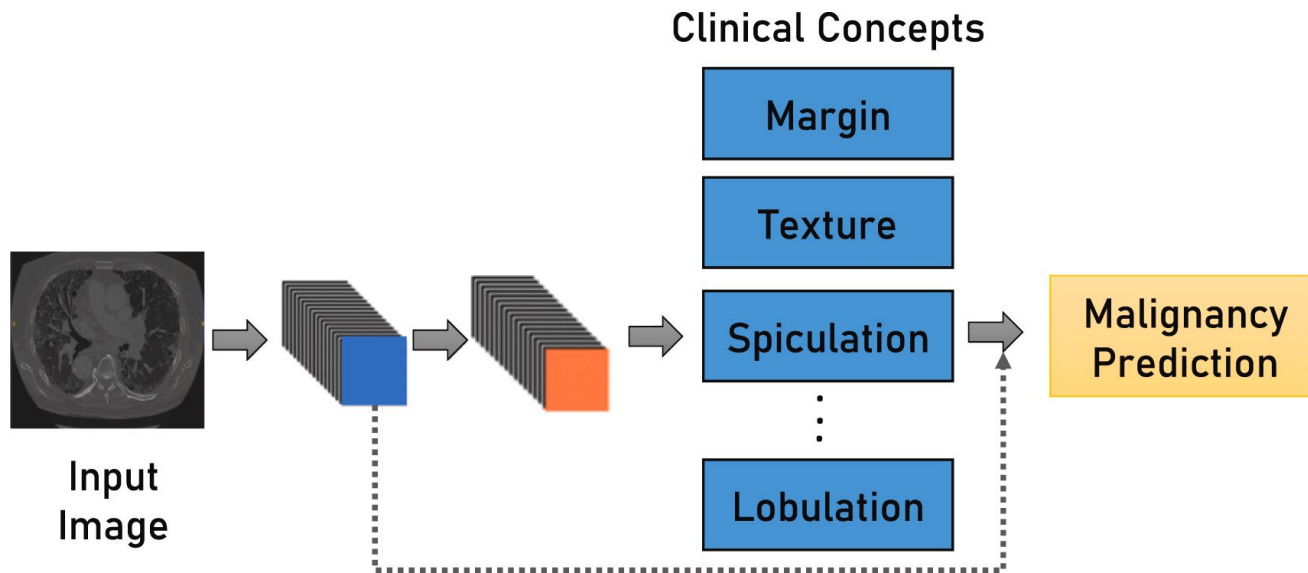 Clinical Concepts
Margin
Texture
Spiculation
Lobulation
Input
Image
Malignancy
Prediction